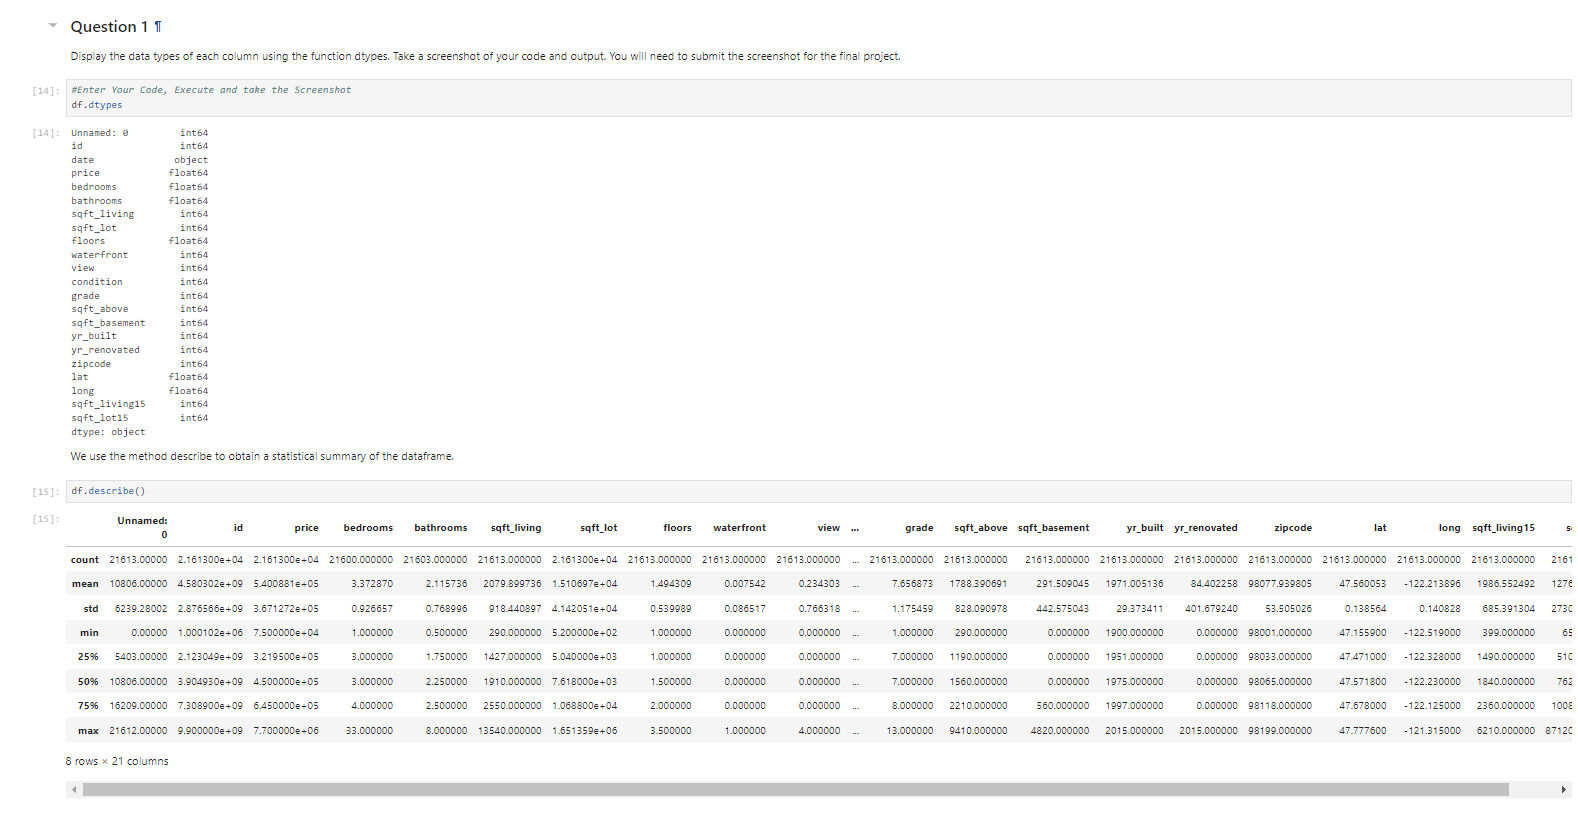 Question 1 ¶
Display the data types of each column using the function dtypes. Take a screenshot of your code and output. You will need to submit the screenshot for the final project.
[14]: #Enter Your Code, Execute and take the Screenshot
df.dtypes
[14]: Unnamed: 0 int64
id int64
date object
price float64
bedrooms float64
bathrooms float64
sqft_living int64
sqft_lot int64
floors float64
waterfront int64
view int64
condition int64
grade int64
sqft_above int64
sqft_basement int64
yr_built int64
yr_renovated int64
zipcode int64
lat float64
long float64
sqft_living15 int64
sqft_lot15 int64
dtype: object
We use the method describe to obtain a statistical summary of the dataframe.
[15]: df.describe()
[15]: Unnamed: 0 id price bedrooms bathrooms sqft_living sqft_lot floors waterfront view ... grade sqft_above sqft_basement yr_built yr_renovated zipcode lat long sqft_living15 s
count 21613.00000 2.161300e+04 2.161300e+04 21600.000000 21603.000000 21613.000000 2.161300e+04 21613.000000 21613.000000 21613.000000 ... 21613.000000 21613.000000 21613.000000 21613.000000 21613.000000 21613.000000 21613.000000 21613.000000 21613.000000 2161
mean 10806.00000 4.580302e+09 5.400881e+05 3.372870 2.115736 2079.899736 1.510697e+04 1.494309 0.007542 0.234303 ... 7.656873 1788.390691 291.509045 1971.005136 84.402258 98077.939805 47.560053 -122.213896 1986.552492 1276
std 6239.28002 2.876566e+09 3.671272e+05 0.926657 0.768996 918.440897 4.142051e+04 0.539989 0.086517 0.766318 ... 1.175459 828.090978 442.575043 29.373411 401.679240 53.505026 0.138564 0.140828 685.391304 2730
min 0.00000 1.000102e+06 7.500000e+04 1.000000 0.500000 290.000000 5.200000e+02 1.000000 0.000000 0.000000 ... 1.000000 290.000000 0.000000 1900.000000 0.000000 98001.000000 47.155900 -122.519000 399.000000 65
25% 5403.00000 2.123049e+09 3.219500e+05 3.000000 1.750000 1427.000000 5.040000e+03 1.000000 0.000000 0.000000 ... 7.000000 1190.000000 0.000000 1951.000000 0.000000 98033.000000 47.471000 -122.328000 1490.000000 510
50% 10806.00000 3.904930e+09 4.500000e+05 3.000000 2.250000 1910.000000 7.618000e+03 1.500000 0.000000 0.000000 ... 7.000000 1560.000000 0.000000 1975.000000 0.000000 98065.000000 47.571800 -122.230000 1840.000000 762
75% 16209.00000 7.308900e+09 6.450000e+05 4.000000 2.500000 2550.000000 1.068800e+04 2.000000 0.000000 0.000000 ... 8.000000 2210.000000 560.000000 1997.000000 0.000000 98118.000000 47.678000 -122.125000 2360.000000 1008
max 21612.00000 9.900000e+09 7.700000e+06 33.000000 8.000000 13540.000000 1.651359e+06 3.500000 1.000000 4.000000 ... 13.000000 9410.000000 4820.000000 2015.000000 2015.000000 98199.000000 47.777600 -121.315000 6210.000000 87120
8 rows × 21 columns